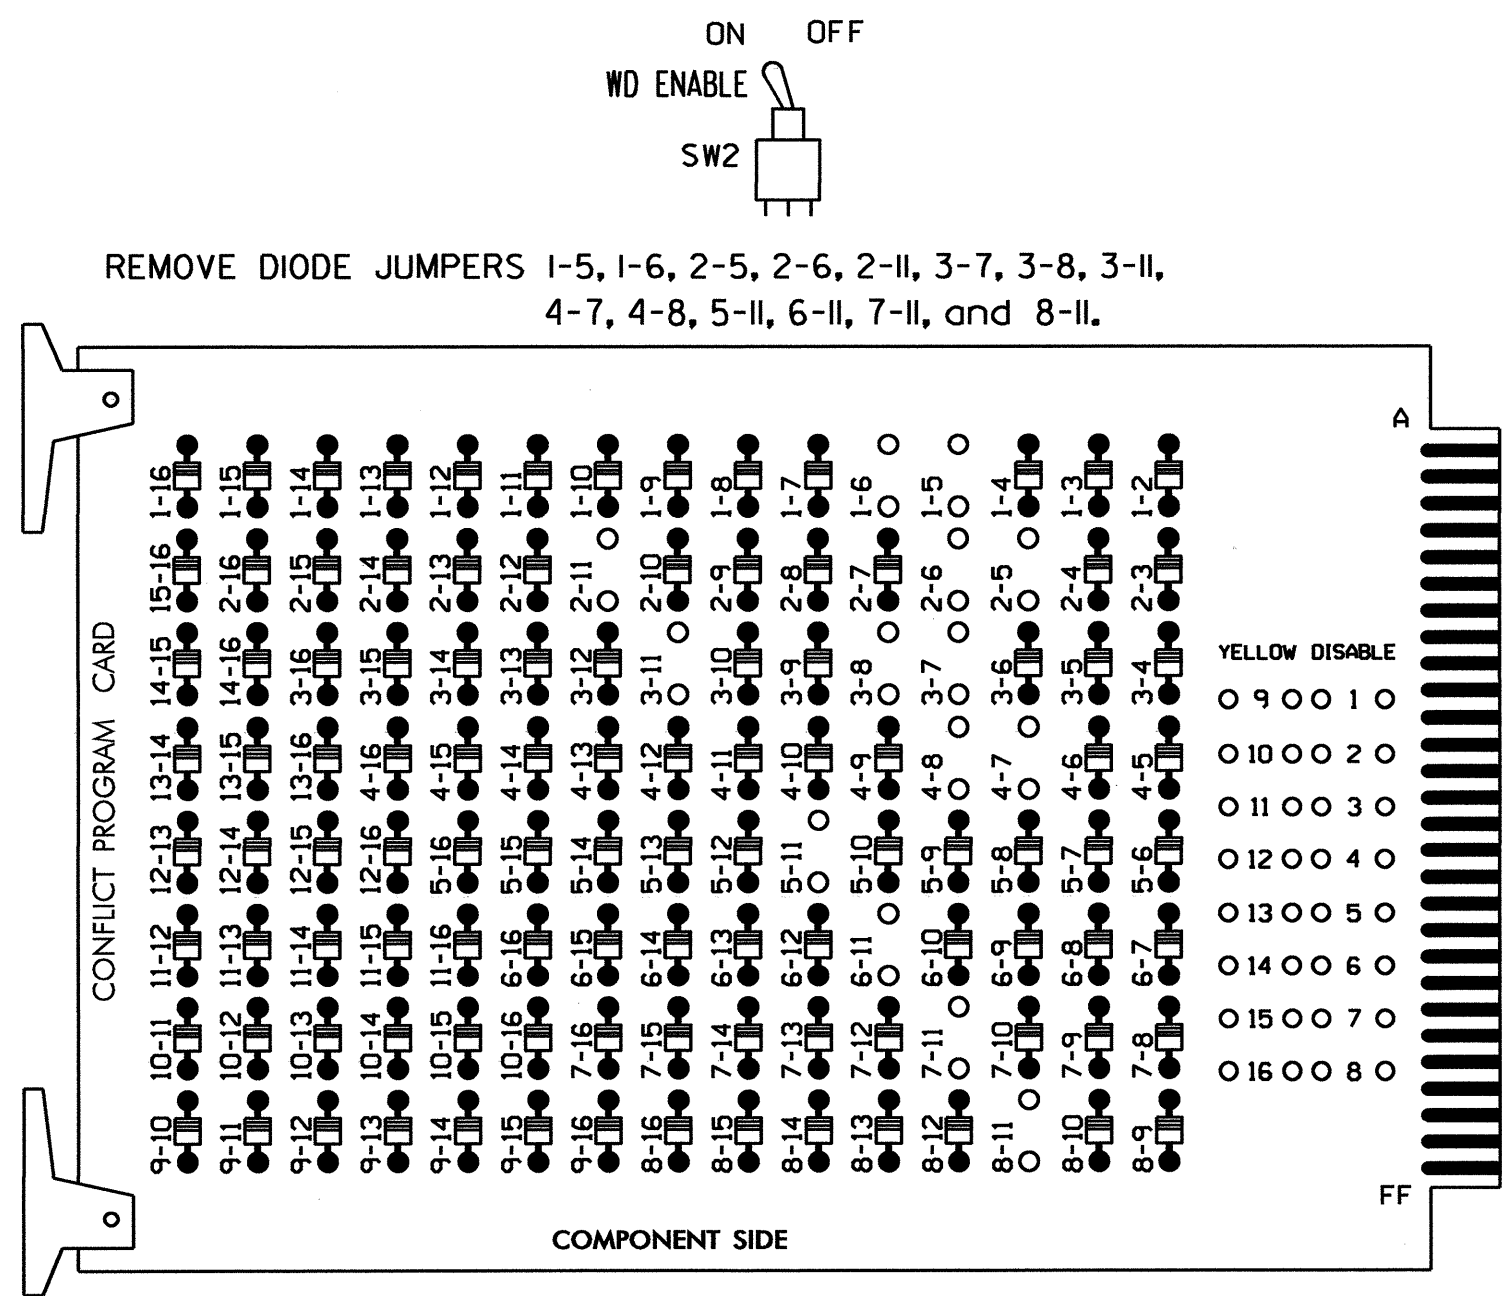 ON OFF
WD ENABLE
SW2
REMOVE DIODE JUMPERS 1-5, 1-6, 2-5, 2-6, 2-11, 3-7, 3-8, 3-11,
4-7, 4-8, 5-11, 6-11, 7-11, and 8-11.
A
1-16 1-15 1-14 1-13 1-12 1-11 1-10 1-9 1-8 1-7 1-6 1-5 1-4 1-3 1-2
15-16 2-16 2-15 2-14 2-13 2-12 2-11 2-10 2-9 2-8 2-7 2-6 2-5 2-4 2-3
14-15 14-16 3-16 3-15 3-14 3-13 3-12 3-11 3-10 3-9 3-8 3-7 3-6 3-5 3-4
13-14 13-15 13-16 4-16 4-15 4-14 4-13 4-12 4-11 4-10 4-9 4-8 4-7 4-6 4-5
12-13 12-14 12-15 12-16 5-16 5-15 5-14 5-13 5-12 5-11 5-10 5-9 5-8 5-7 5-6
11-12 11-13 11-14 11-15 11-16 6-16 6-15 6-14 6-13 6-12 6-11 6-10 6-9 6-8 6-7
10-11 10-12 10-13 10-14 10-15 10-16 7-16 7-15 7-14 7-13 7-12 7-11 7-10 7-9 7-8
9-10 9-11 9-12 9-13 9-14 9-15 9-16 8-16 8-15 8-14 8-13 8-12 8-11 8-10 8-9
CONFLICT PROGRAM CARD
YELLOW DISABLE
9 1
10 2
11 3
12 4
13 5
14 6
15 7
16 8
FF
COMPONENT SIDE